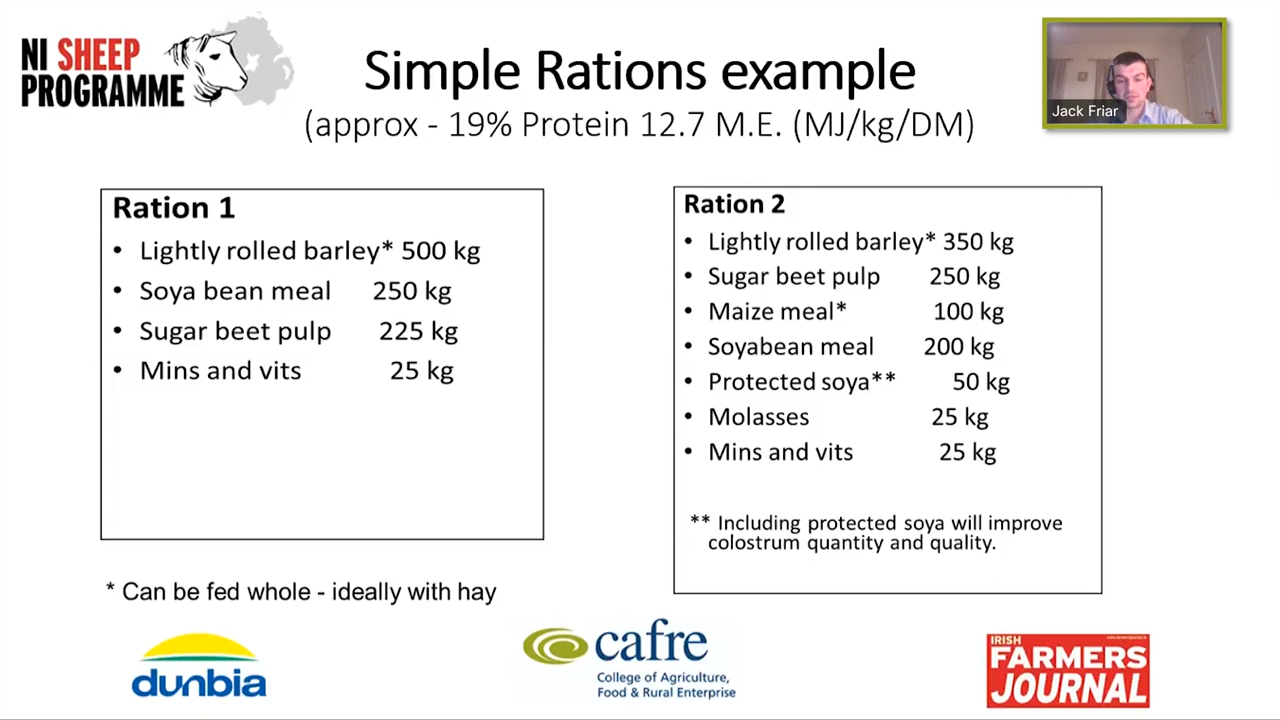 NI SHEEP
PROGRAMME
Simple Rations example
(approx - 19% Protein 12.7 M.E. (MJ/kg/DM)
Jack Friar
Ration 1
• Lightly rolled barley* 500 kg
• Soya bean meal 250 kg
• Sugar beet pulp 225 kg
• Mins and vits 25 kg
Ration 2
• Lightly rolled barley* 350 kg
• Sugar beet pulp 250 kg
• Maize meal* 100 kg
• Soyabean meal 200 kg
• Protected soya** 50 kg
• Molasses 25 kg
• Mins and vits 25 kg
** Including protected soya will improve
colostrum quantity and quality.
* Can be fed whole - ideally with hay
dunbia
cafre
College of Agriculture,
Food & Rural Enterprise
IRISH
FARMERS
JOURNAL